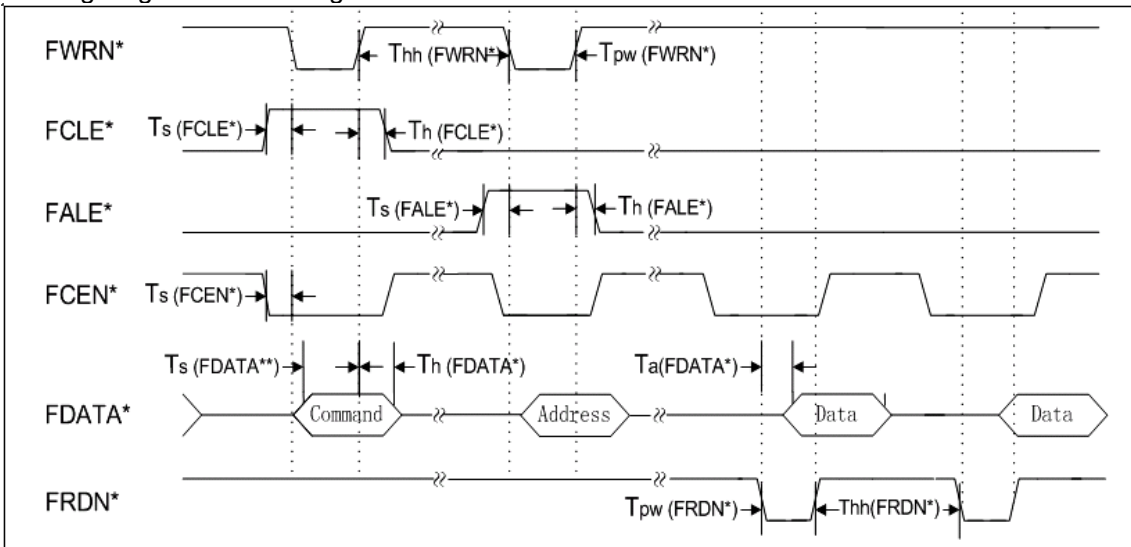 FWRN* Thh (FWRN*) Tpw (FWRN*)
FCLE* Ts (FCLE*) Th (FCLE*)
FALE* Ts (FALE*) Th (FALE*)
FCEN* Ts (FCEN*)
Ts (FDATA**) Th (FDATA*) Ta(FDATA*)
FDATA* Command Address Data Data
FRDN* Tpw (FRDN*) Thh(FRDN*)